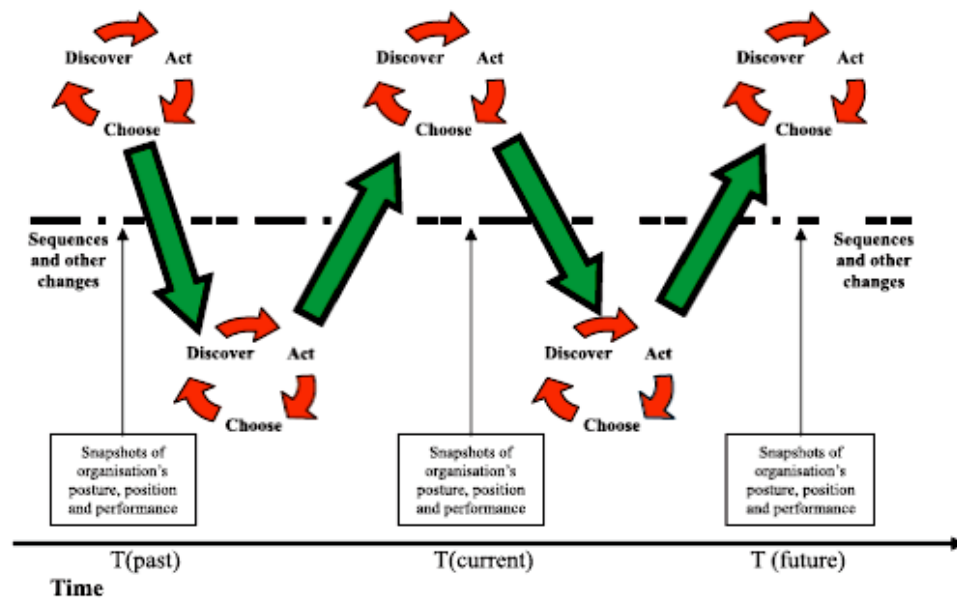 Discover Act
Choose
Discover Act
Choose
Discover Act
Choose
Sequences
and other
changes
Sequences
and other
changes
Discover Act
Choose
Discover Act
Choose
Snapshots of
organisation's
posture, position
and performance
Snapshots of
organisation's
posture, position
and performance
Snapshots of
organisation's
posture, position
and performance
T(past)
T(current)
T (future)
Time